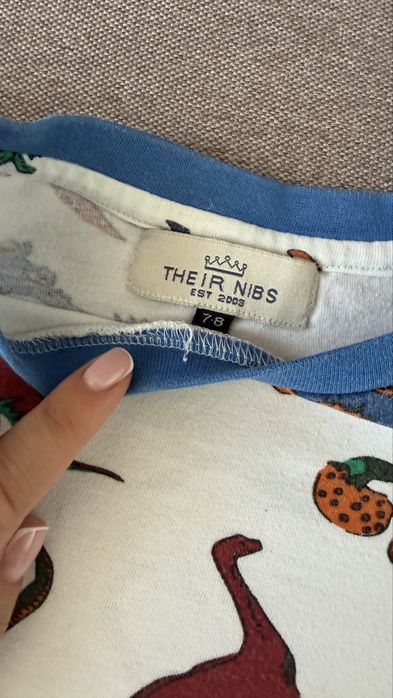 THEIR NIBS
EST 2003
7-8